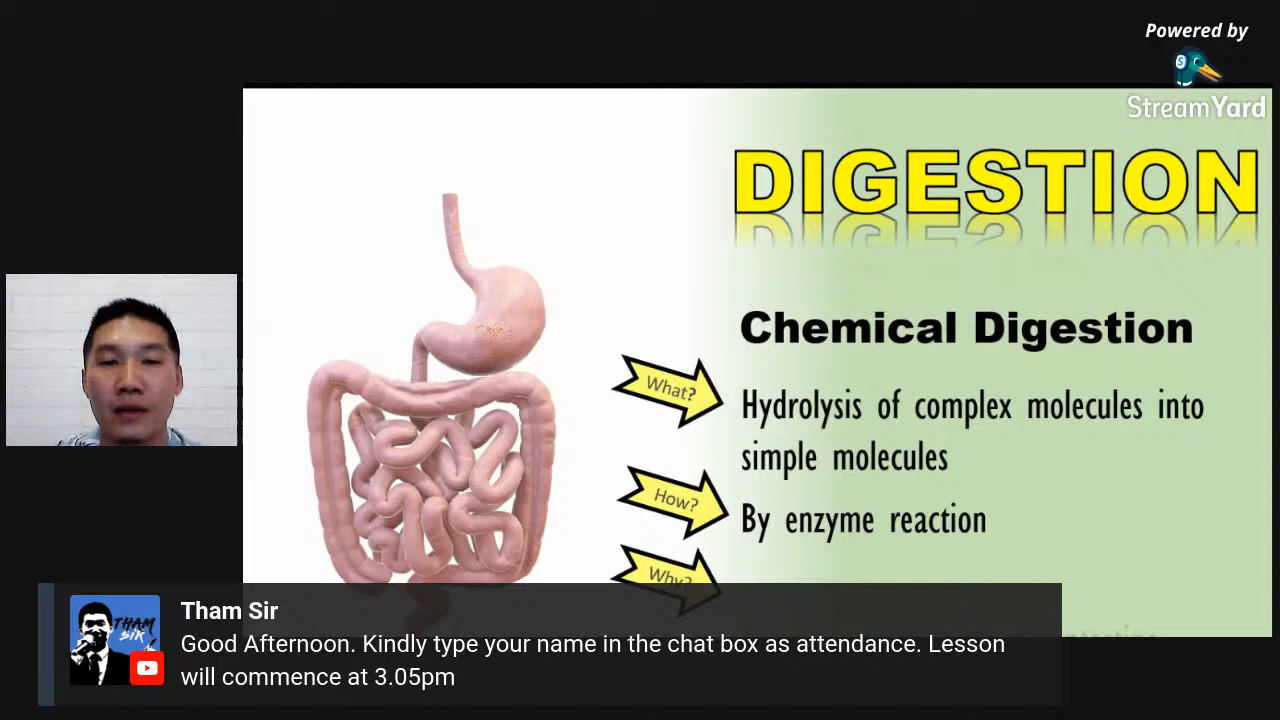 Powered by
StreamYard
DIGESTION
Chemical Digestion
What?
Hydrolysis of complex molecules into
simple molecules
How?
By enzyme reaction
Why?
Tham Sir
Good Afternoon. Kindly type your name in the chat box as attendance. Lesson
will commence at 3.05pm
THAM
SIR